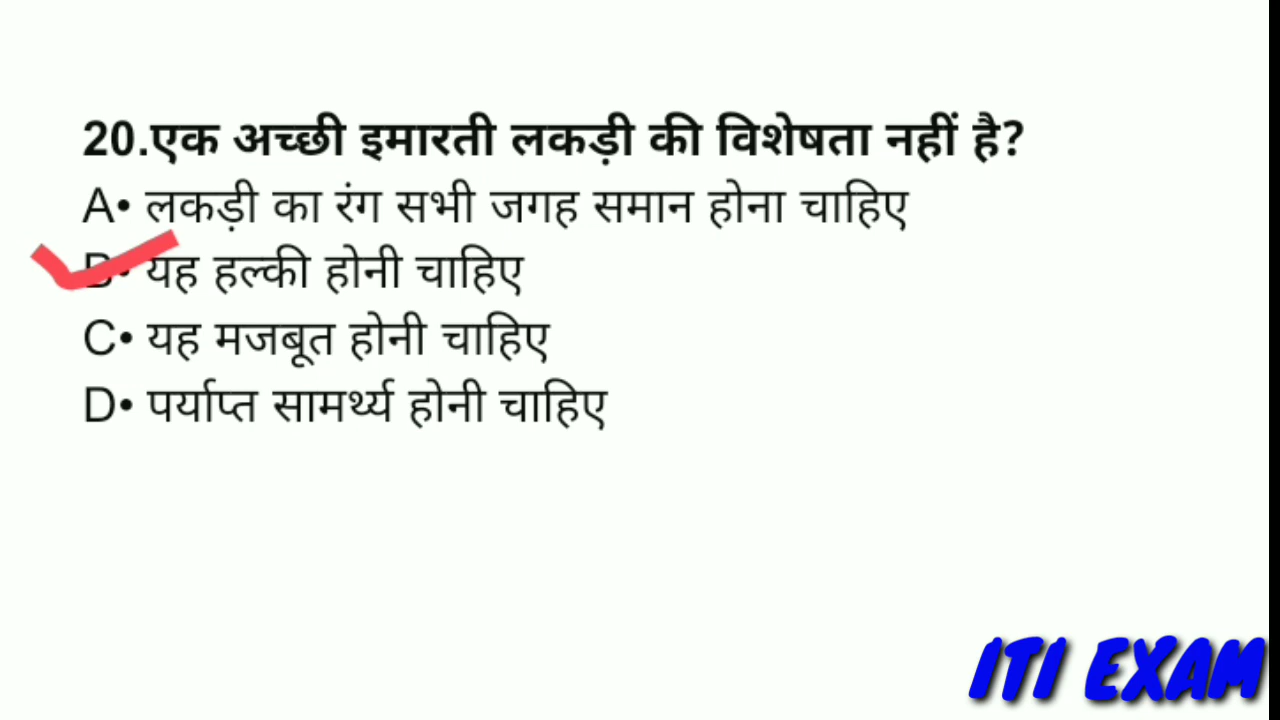 20.एक अच्छी इमारती लकड़ी की विशेषता नहीं है?
A• लकड़ी का रंग सभी जगह समान होना चाहिए
B• यह हल्की होनी चाहिए
C• यह मजबूत होनी चाहिए
D• पर्याप्त सामर्थ्य होनी चाहिए
ITI EXAM